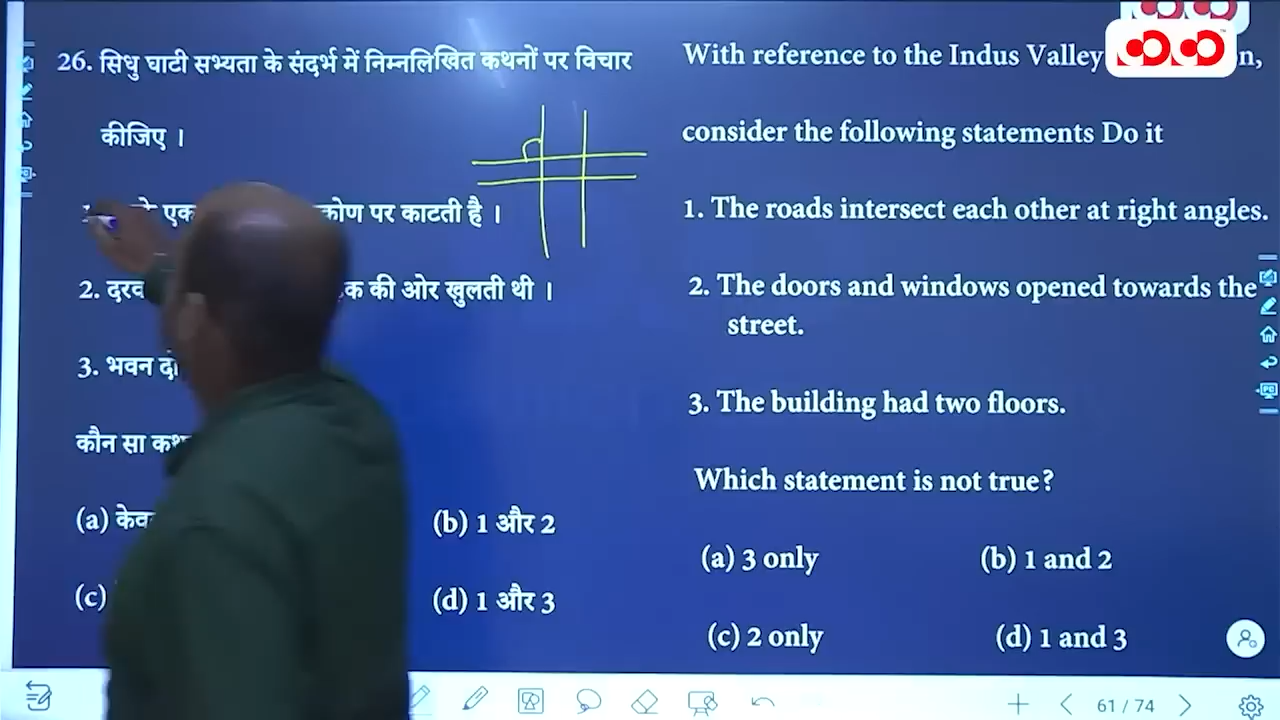 26. सिधु घाटी सभ्यता के संदर्भ में निम्नलिखित कथनों पर विचार
कीजिए ।
एक कोण पर काटती है ।
2. की ओर खुलती थी ।
3. भवन
कौन सा
(a)
(b) 1 और 2
(c)
(d) 1 और 3
With reference to the Indus Valley
consider the following statements Do it
1. The roads intersect each other at right angles.
2. The doors and windows opened towards the
street.
3. The building had two floors.
Which statement is not true?
(a) 3 only
(b) 1 and 2
(c) 2 only
(d) 1 and 3
61 / 74